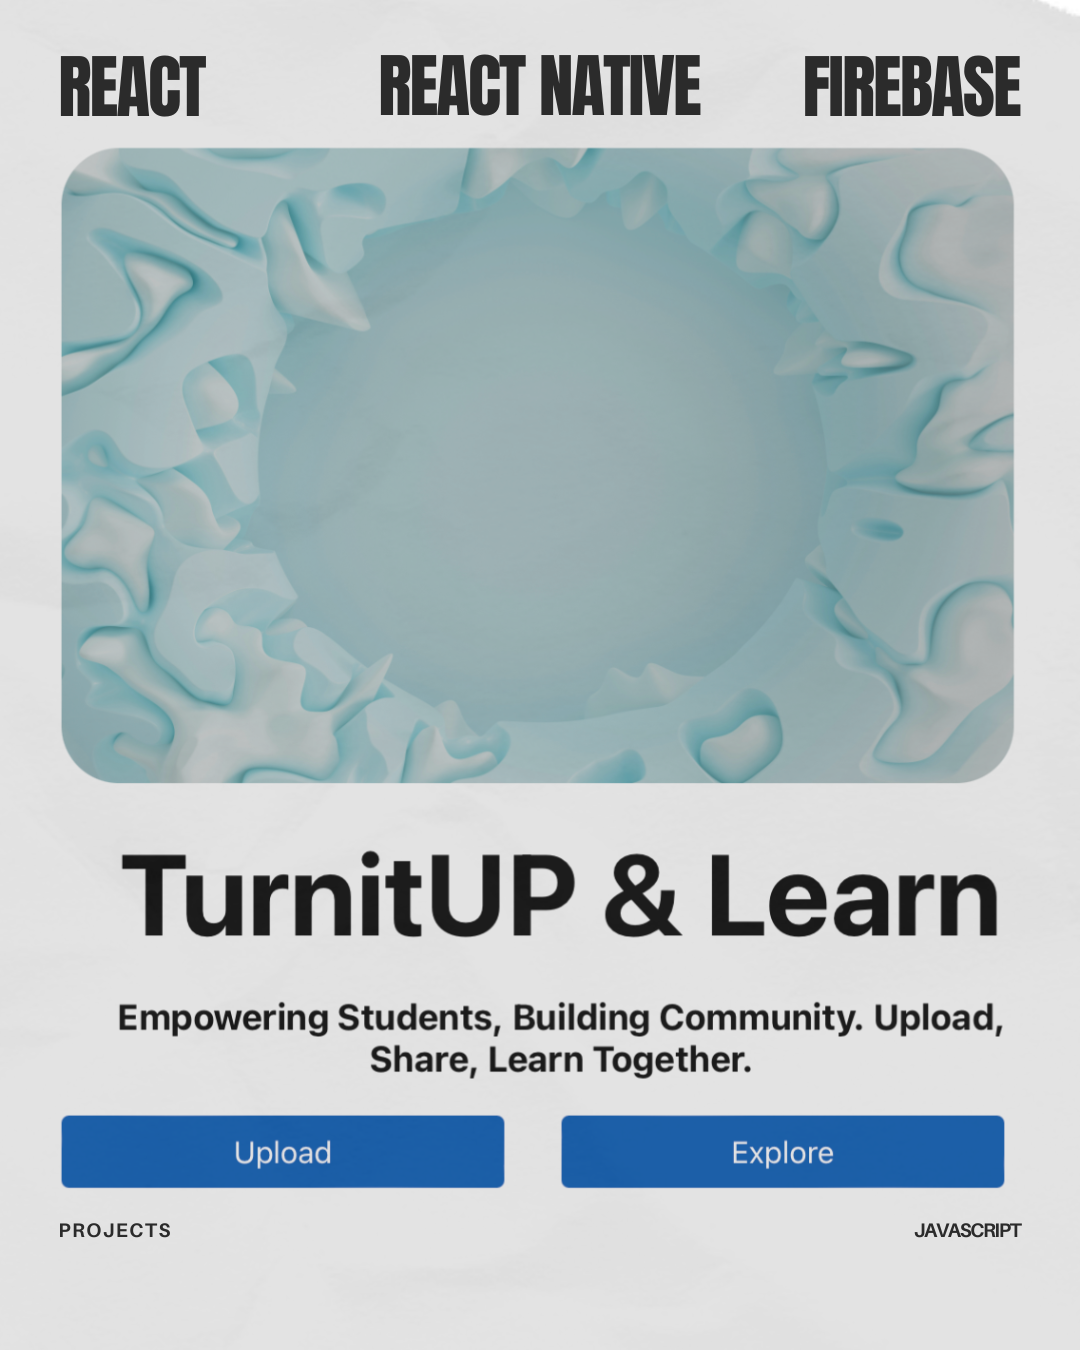 REACT REACT NATIVE FIREBASE
TurnitUP & Learn
Empowering Students, Building Community. Upload,
Share, Learn Together.
Upload Explore
PROJECTS JAVASCRIPT